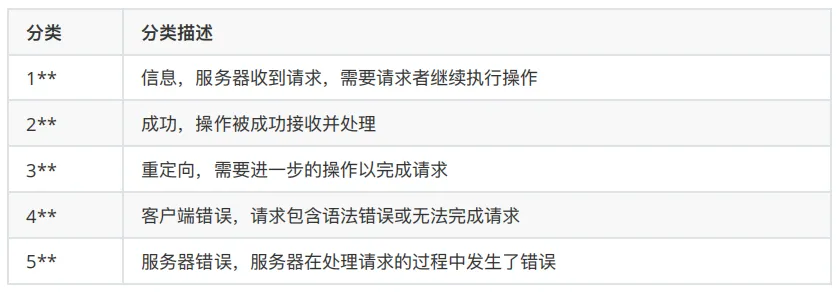 分类 分类描述
1** 信息，服务器收到请求，需要请求者继续执行操作
2** 成功，操作被成功接收并处理
3** 重定向，需要进一步的操作以完成请求
4** 客户端错误，请求包含语法错误或无法完成请求
5** 服务器错误，服务器在处理请求的过程中发生了错误